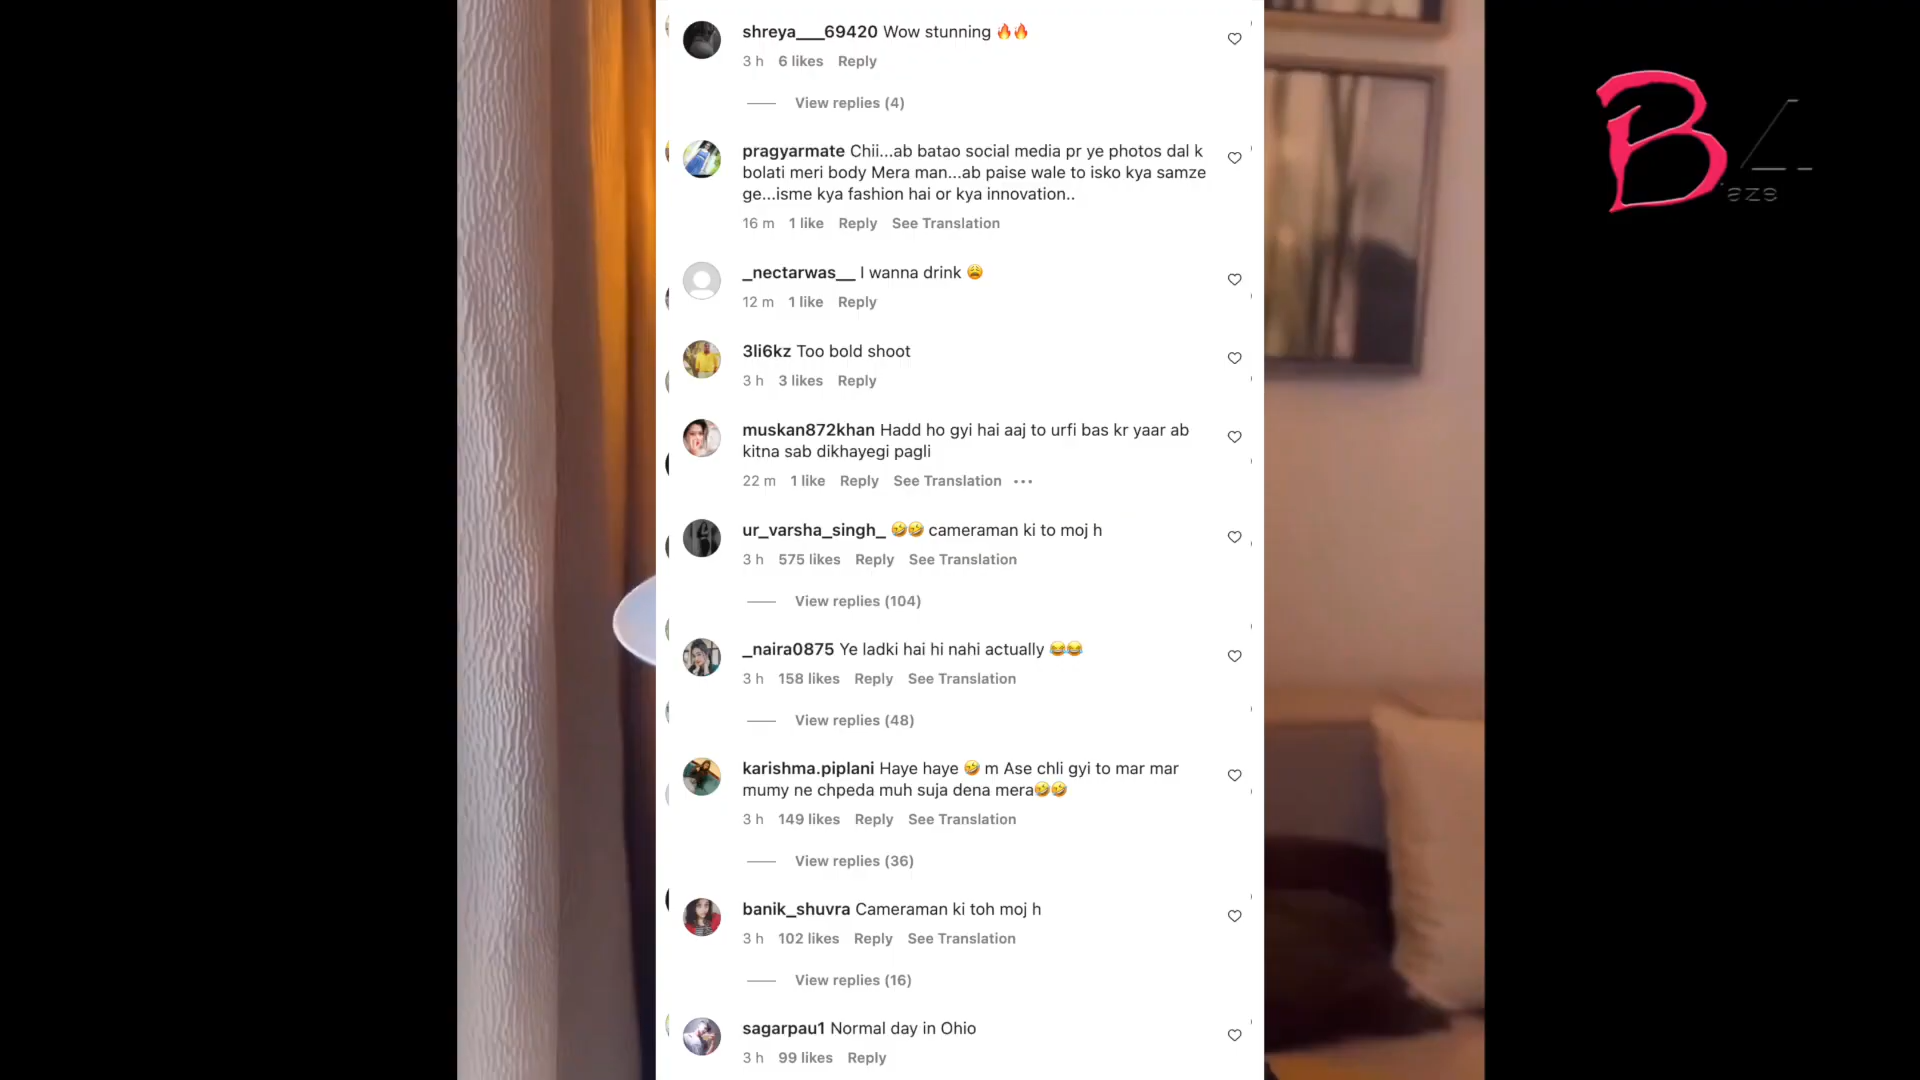 shreya___69420 Wow stunning 🔥🔥
3 h 6 likes Reply
View replies (4)
pragyarmate Chii...ab batao social media pr ye photos dal k
bolati meri body Mera man...ab paise wale to isko kya samze
ge...isme kya fashion hai or kya innovation..
16 m 1 like Reply See Translation
_nectarwas__ I wanna drink 😩
12 m 1 like Reply
3li6kz Too bold shoot
3 h 3 likes Reply
muskan872khan Hadd ho gyi hai aaj to urfi bas kr yaar ab
kitna sab dikhayegi pagli
22 m 1 like Reply See Translation ...
ur_varsha_singh_ 🤣🤣 cameraman ki to moj h
3 h 575 likes Reply See Translation
View replies (104)
_naira0875 Ye ladki hai hi nahi actually 😂😂
3 h 158 likes Reply See Translation
View replies (48)
karishma.piplani Haye haye 🤣 m Ase chli gyi to mar mar
mumy ne chpeda muh suja dena mera🤣🤣
3 h 149 likes Reply See Translation
View replies (36)
banik_shuvra Cameraman ki toh moj h
3 h 102 likes Reply See Translation
View replies (16)
sagarpau1 Normal day in Ohio
3 h 99 likes Reply
B
aze